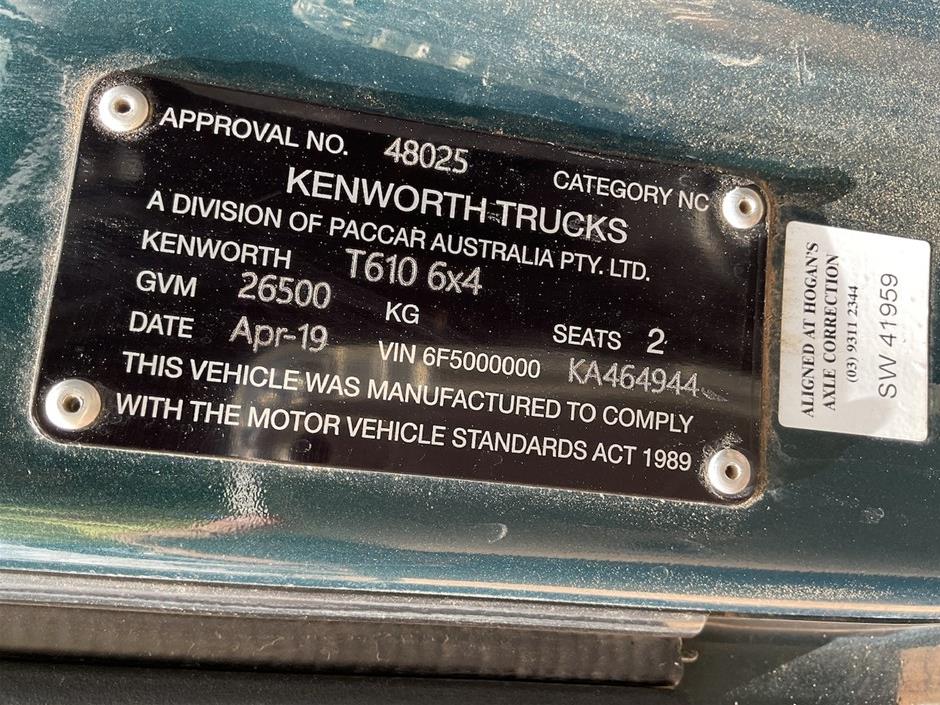 APPROVAL NO. 48025 CATEGORY NC
KENWORTH TRUCKS
A DIVISION OF PACCAR AUSTRALIA PTY. LTD.
KENWORTH T610 6x4
GVM 26500 KG SEATS 2
DATE Apr-19 VIN 6F5000000 KA464944
THIS VEHICLE WAS MANUFACTURED TO COMPLY
WITH THE MOTOR VEHICLE STANDARDS ACT 1989
ALIGNED AT HOGAN'S
AXLE CORRECTION
(03) 9311 2344
SW 41959